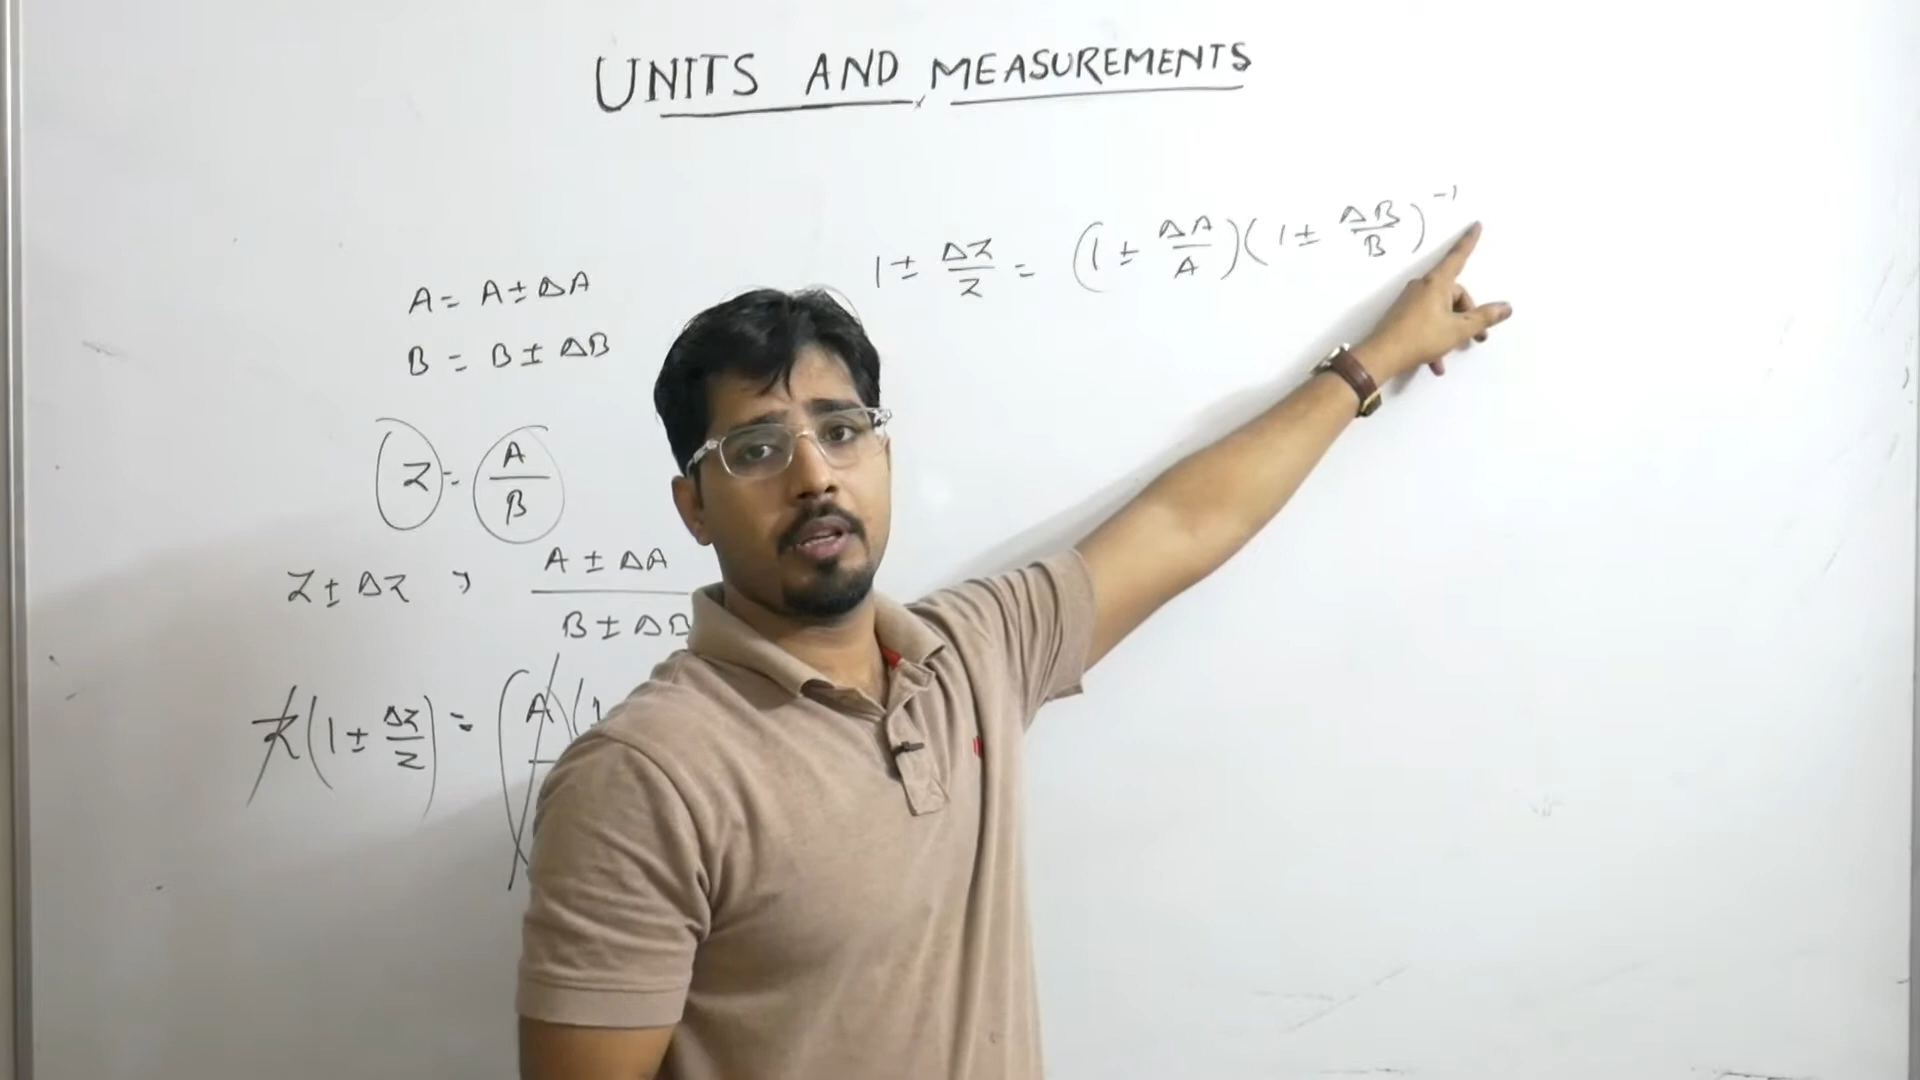 UNITS AND MEASUREMENTS
A = A ± ΔA
B = B ± ΔB
Z = A/B
Z ± ΔZ = (A ± ΔA)/(B ± ΔB)
Z(1 ± ΔZ/Z) = (A(1
1 ± ΔZ/Z = (1 ± ΔA/A)(1 ± ΔB/B)⁻¹